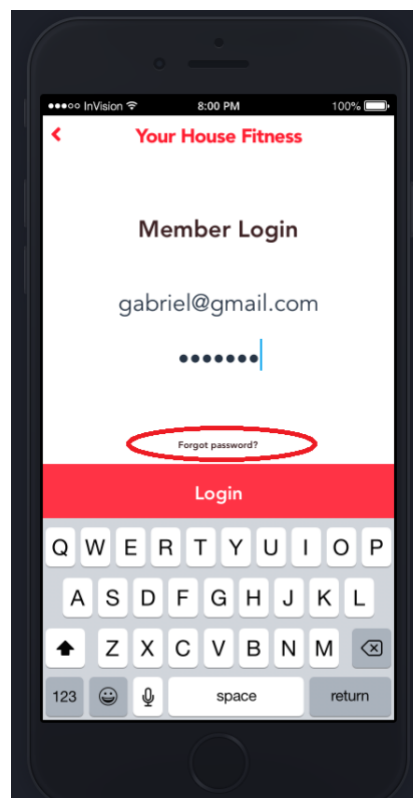 ●●●○○ InVision 8:00 PM 100%
Your House Fitness
Member Login
gabriel@gmail.com
●●●●●●●
Forgot password?
Login
Q W E R T Y U I O P
A S D F G H J K L
Z X C V B N M
123 space return